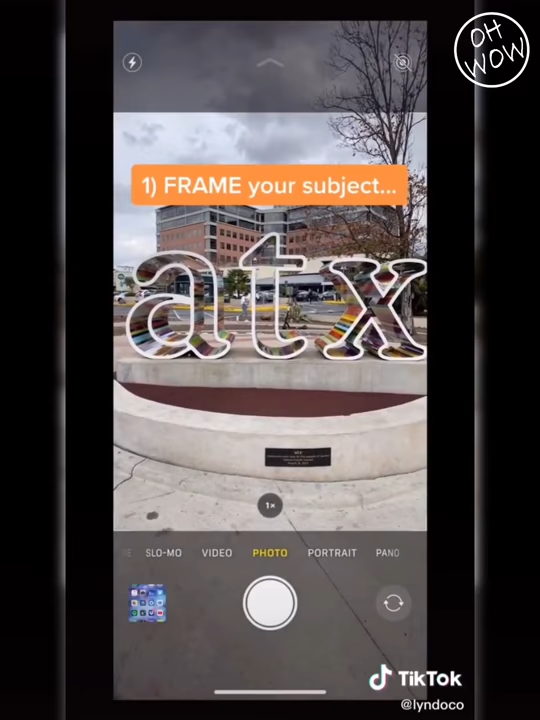 OH
WOW
1) FRAME your subject...
atx
1×
SLO-MO VIDEO PHOTO PORTRAIT PANO
TikTok
@lyndoco